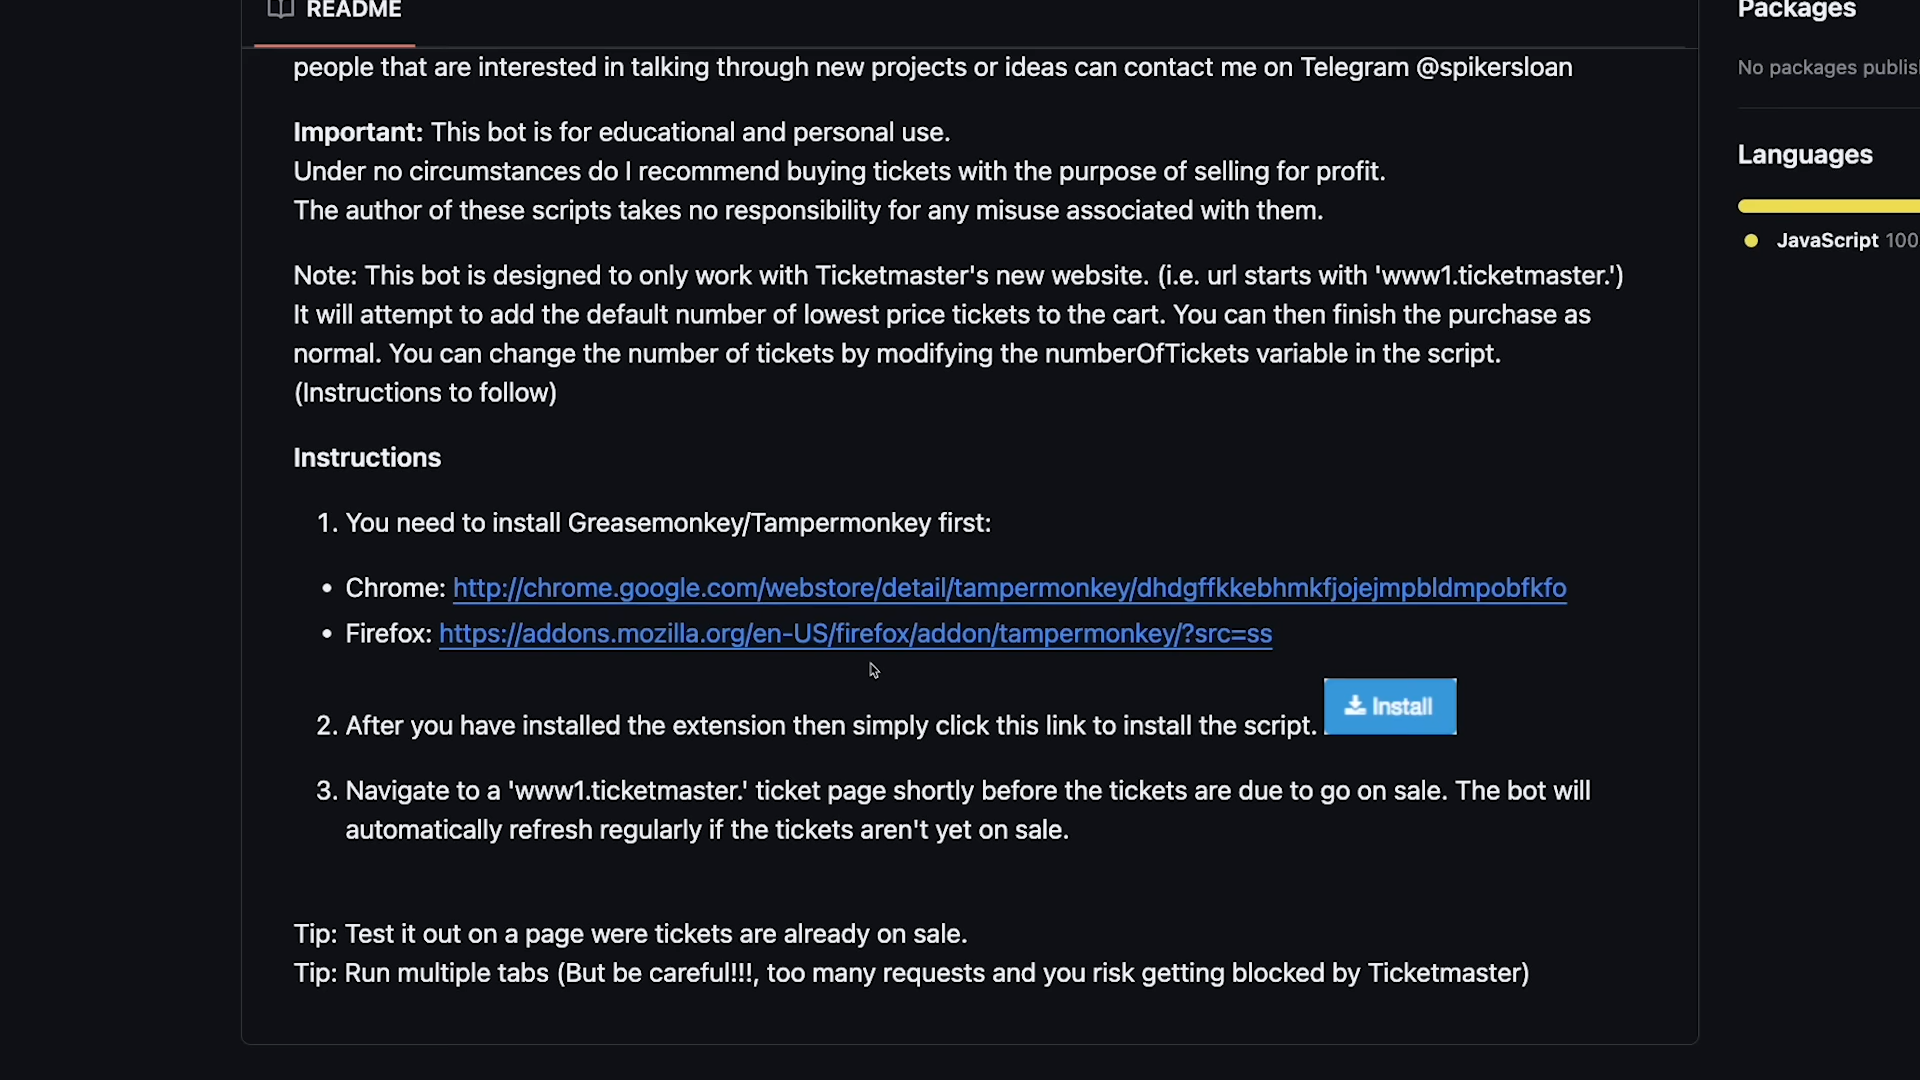 README
people that are interested in talking through new projects or ideas can contact me on Telegram @spikersloan
Important: This bot is for educational and personal use.
Under no circumstances do I recommend buying tickets with the purpose of selling for profit.
The author of these scripts takes no responsibility for any misuse associated with them.
Note: This bot is designed to only work with Ticketmaster's new website. (i.e. url starts with 'www1.ticketmaster.')
It will attempt to add the default number of lowest price tickets to the cart. You can then finish the purchase as
normal. You can change the number of tickets by modifying the numberOfTickets variable in the script.
(Instructions to follow)
Instructions
1. You need to install Greasemonkey/Tampermonkey first:
• Chrome: http://chrome.google.com/webstore/detail/tampermonkey/dhdgffkkebhmkfjojejmpbldmpobfkfo
• Firefox: https://addons.mozilla.org/en-US/firefox/addon/tampermonkey/?src=ss
2. After you have installed the extension then simply click this link to install the script. Install
3. Navigate to a 'www1.ticketmaster.' ticket page shortly before the tickets are due to go on sale. The bot will
automatically refresh regularly if the tickets aren't yet on sale.
Tip: Test it out on a page were tickets are already on sale.
Tip: Run multiple tabs (But be careful!!!, too many requests and you risk getting blocked by Ticketmaster)
Packages
No packages publis
Languages
JavaScript 100